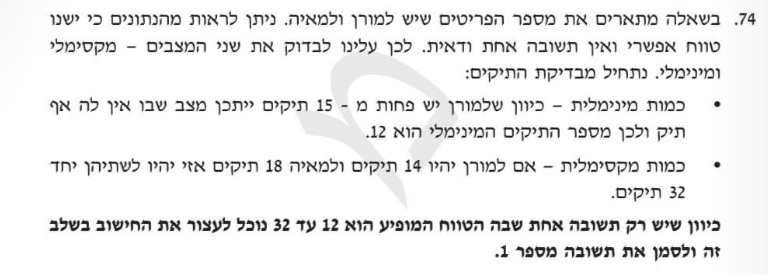 74. בשאלה מתארים את מספר הפריטים שיש למורן ולמאיה. ניתן לראות מהנתונים כי ישנו
טווח אפשרי ואין תשובה אחת ודאית. לכן עלינו לבדוק את שני המצבים – מקסימלי
ומינימלי. נתחיל מבדיקת התיקים:
• כמות מינימלית – כיוון שלמורן יש פחות מ - 15 תיקים ייתכן מצב שבו אין לה אף
תיק ולכן מספר התיקים המינימלי הוא 12.
• כמות מקסימלית – אם למורן יהיו 14 תיקים ולמאיה 18 תיקים אזי יהיו לשתיהן יחד
32 תיקים.
כיוון שיש רק תשובה אחת שבה הטווח המופיע הוא 12 עד 32 נוכל לעצור את החישוב בשלב
זה ולסמן את תשובה מספר 1.